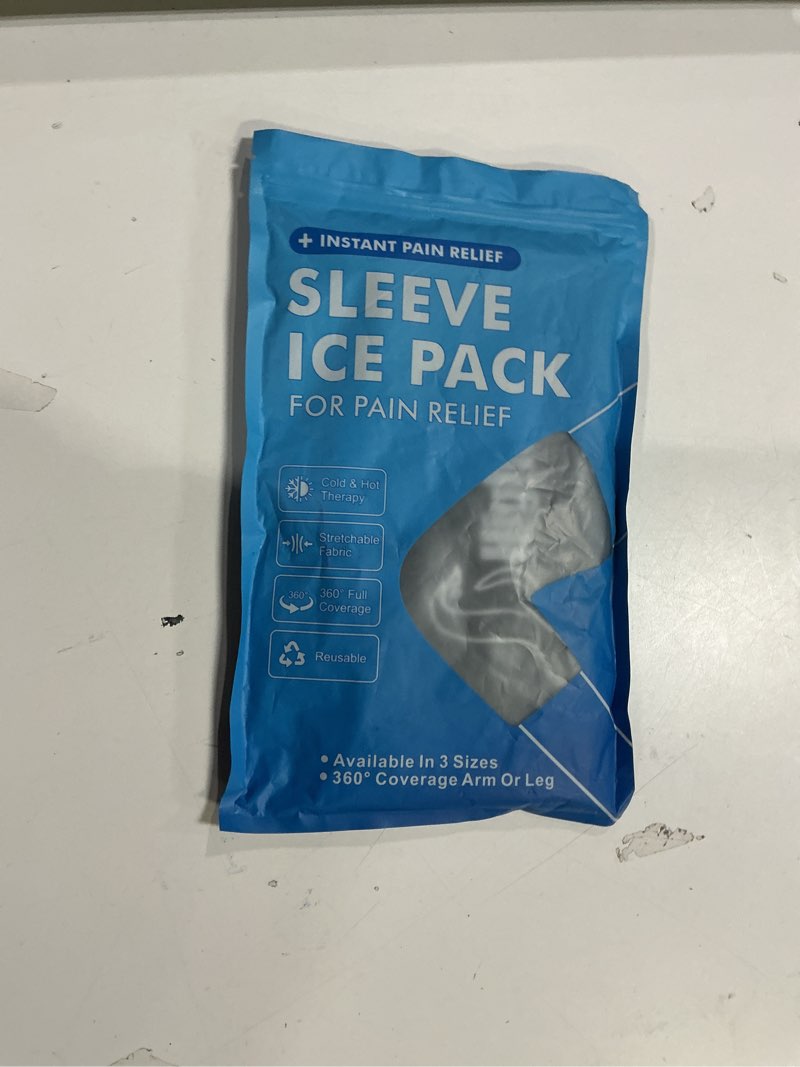 + INSTANT PAIN RELIEF
SLEEVE
ICE PACK
FOR PAIN RELIEF
Cold & Hot
Therapy
Stretchable
Fabric
360°
360° Full
Coverage
Reusable
• Available In 3 Sizes
• 360° Coverage Arm Or Leg